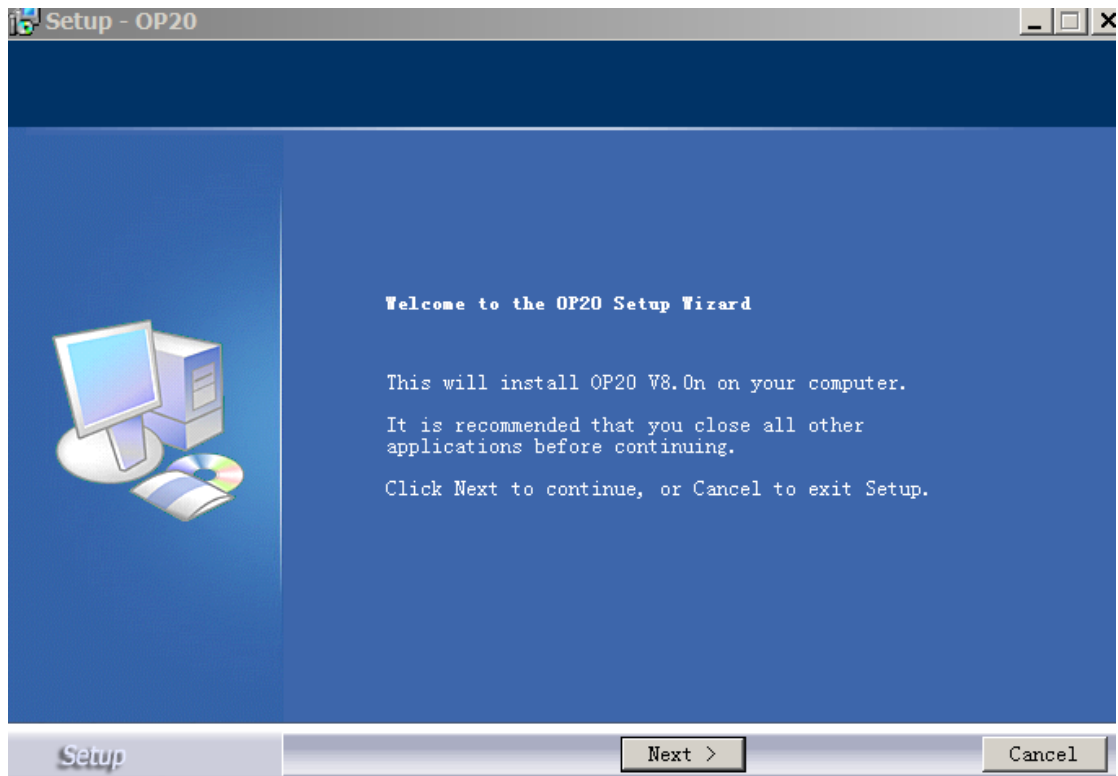 Setup - OP20
Welcome to the OP20 Setup Wizard
This will install OP20 V8.0n on your computer.
It is recommended that you close all other
applications before continuing.
Click Next to continue, or Cancel to exit Setup.
Setup
Next >
Cancel